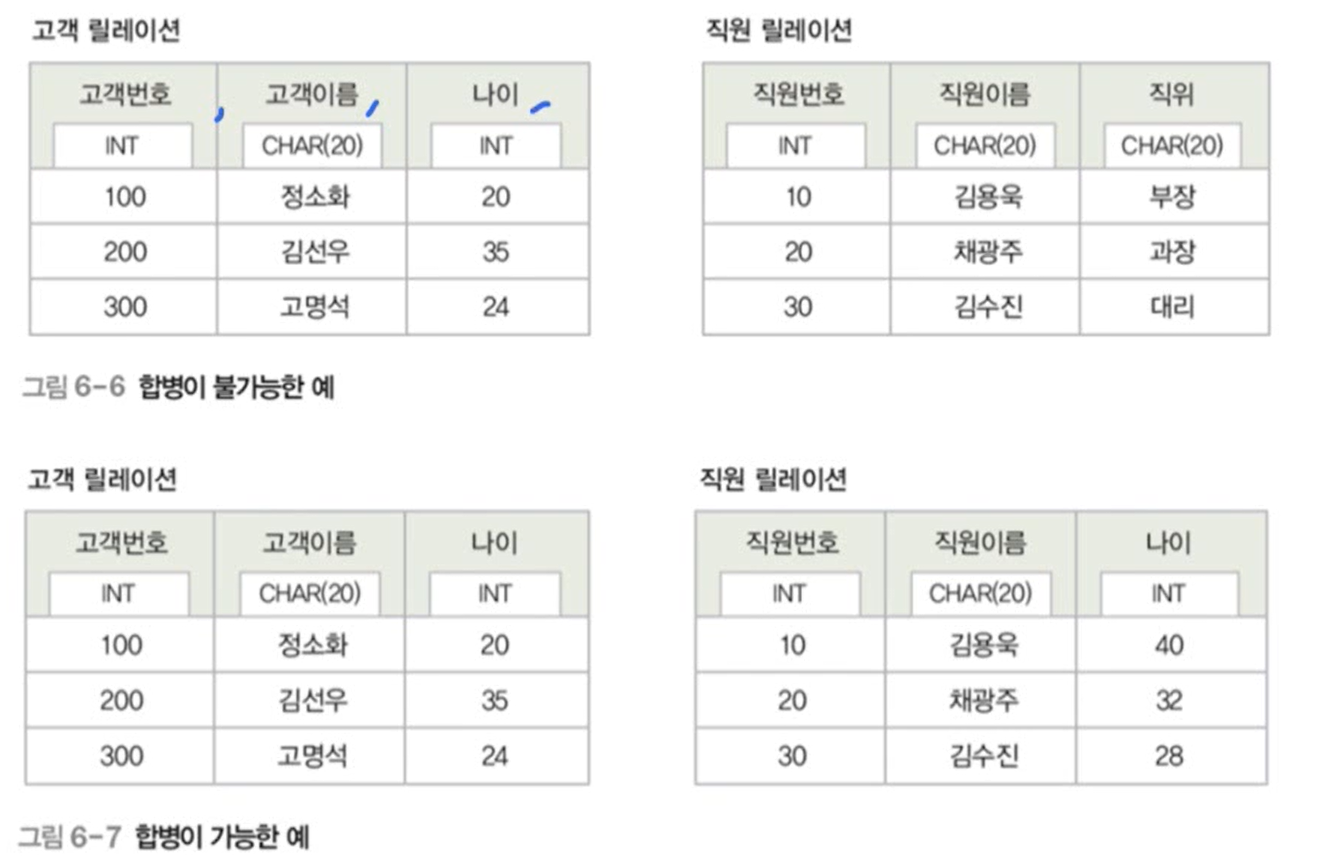 고객 릴레이션
직원 릴레이션
고객번호 고객이름 나이
INT CHAR(20) INT
100 정소화 20
200 김선우 35
300 고명석 24
직원번호 직원이름 직위
INT CHAR(20) CHAR(20)
10 김용욱 부장
20 채광주 과장
30 김수진 대리
그림 6-6 합병이 불가능한 예
고객 릴레이션
직원 릴레이션
고객번호 고객이름 나이
INT CHAR(20) INT
100 정소화 20
200 김선우 35
300 고명석 24
직원번호 직원이름 나이
INT CHAR(20) INT
10 김용욱 40
20 채광주 32
30 김수진 28
그림 6-7 합병이 가능한 예